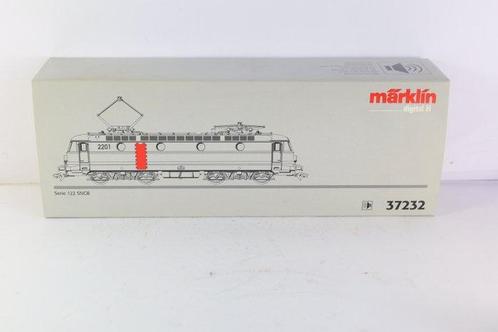 märklin
digital H
2201
Serie 122 SNCB
37232